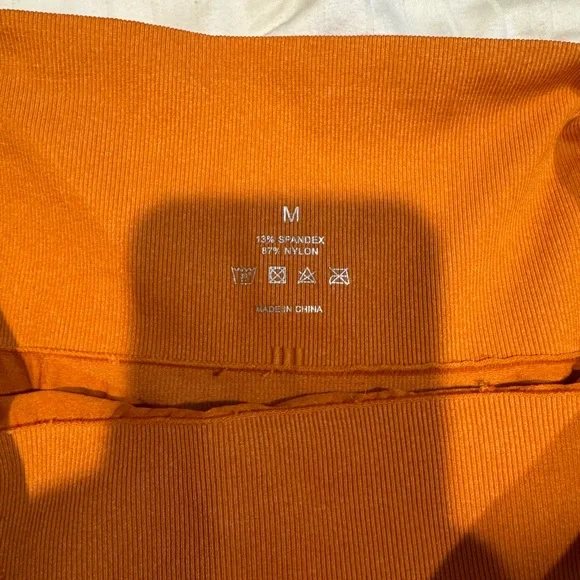 M
13% SPANDEX
87% NYLON
MADE IN CHINA